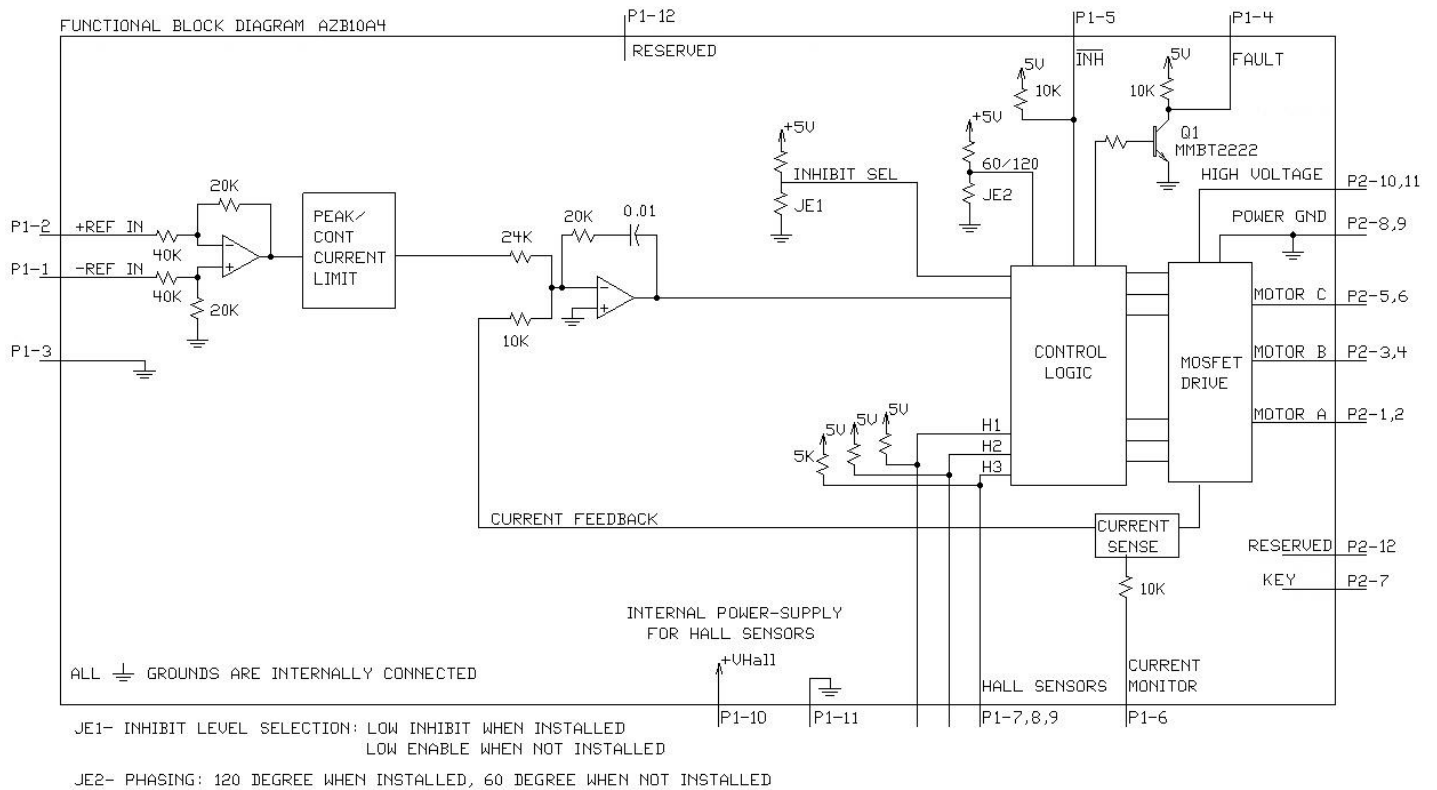 FUNCTIONAL BLOCK DIAGRAM AZB10A4
P1-12
RESERVED
P1-5
INH
P1-4
FAULT
5V
10K
5V
10K
Q1
MMBT2222
+5V
INHIBIT SEL
JE1
+5V
60/120
JE2
HIGH VOLTAGE
P2-10,11
POWER GND
P2-8,9
P1-2
+REF IN
40K
20K
-
+
P1-1
-REF IN
40K
20K
PEAK/
CONT
CURRENT
LIMIT
24K
20K
0.01
-
+
10K
P1-3
CONTROL
LOGIC
MOSFET
DRIVE
MOTOR C
P2-5,6
MOTOR B
P2-3,4
MOTOR A
P2-1,2
5V
5V
5V
5K
H1
H2
H3
CURRENT FEEDBACK
CURRENT
SENSE
10K
RESERVED
P2-12
KEY
P2-7
INTERNAL POWER-SUPPLY
FOR HALL SENSORS
+VHall
ALL GROUNDS ARE INTERNALLY CONNECTED
HALL SENSORS
CURRENT
MONITOR
P1-10
P1-11
P1-7,8,9
P1-6
JE1- INHIBIT LEVEL SELECTION: LOW INHIBIT WHEN INSTALLED
LOW ENABLE WHEN NOT INSTALLED
JE2- PHASING: 120 DEGREE WHEN INSTALLED, 60 DEGREE WHEN NOT INSTALLED